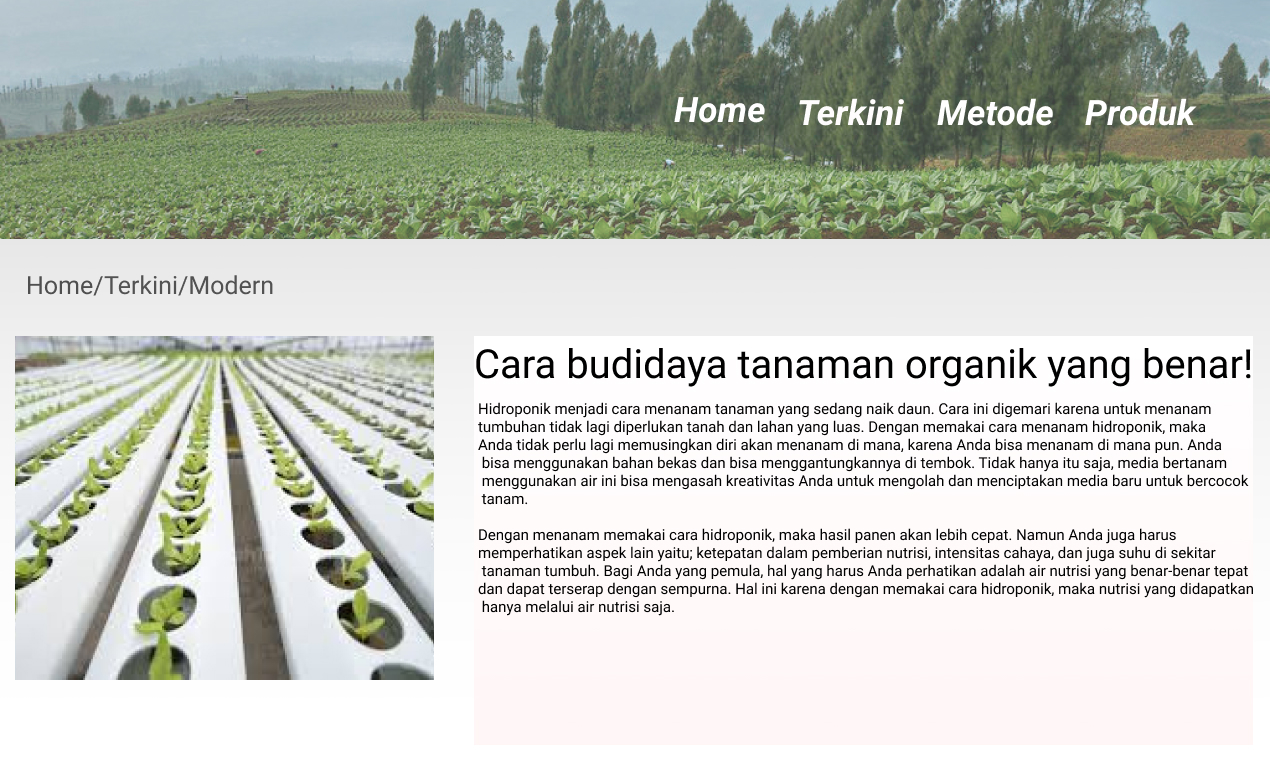 Home Terkini Metode Produk
Home/Terkini/Modern
Cara budidaya tanaman organik yang benar!
Hidroponik menjadi cara menanam tanaman yang sedang naik daun. Cara ini digemari karena untuk menanam
tumbuhan tidak lagi diperlukan tanah dan lahan yang luas. Dengan memakai cara menanam hidroponik, maka
Anda tidak perlu lagi memusingkan diri akan menanam di mana, karena Anda bisa menanam di mana pun. Anda
bisa menggunakan bahan bekas dan bisa menggantungkannya di tembok. Tidak hanya itu saja, media bertanam
menggunakan air ini bisa mengasah kreativitas Anda untuk mengolah dan menciptakan media baru untuk bercocok
tanam.
Dengan menanam memakai cara hidroponik, maka hasil panen akan lebih cepat. Namun Anda juga harus
memperhatikan aspek lain yaitu; ketepatan dalam pemberian nutrisi, intensitas cahaya, dan juga suhu di sekitar
tanaman tumbuh. Bagi Anda yang pemula, hal yang harus Anda perhatikan adalah air nutrisi yang benar-benar tepat
dan dapat terserap dengan sempurna. Hal ini karena dengan memakai cara hidroponik, maka nutrisi yang didapatkan
hanya melalui air nutrisi saja.